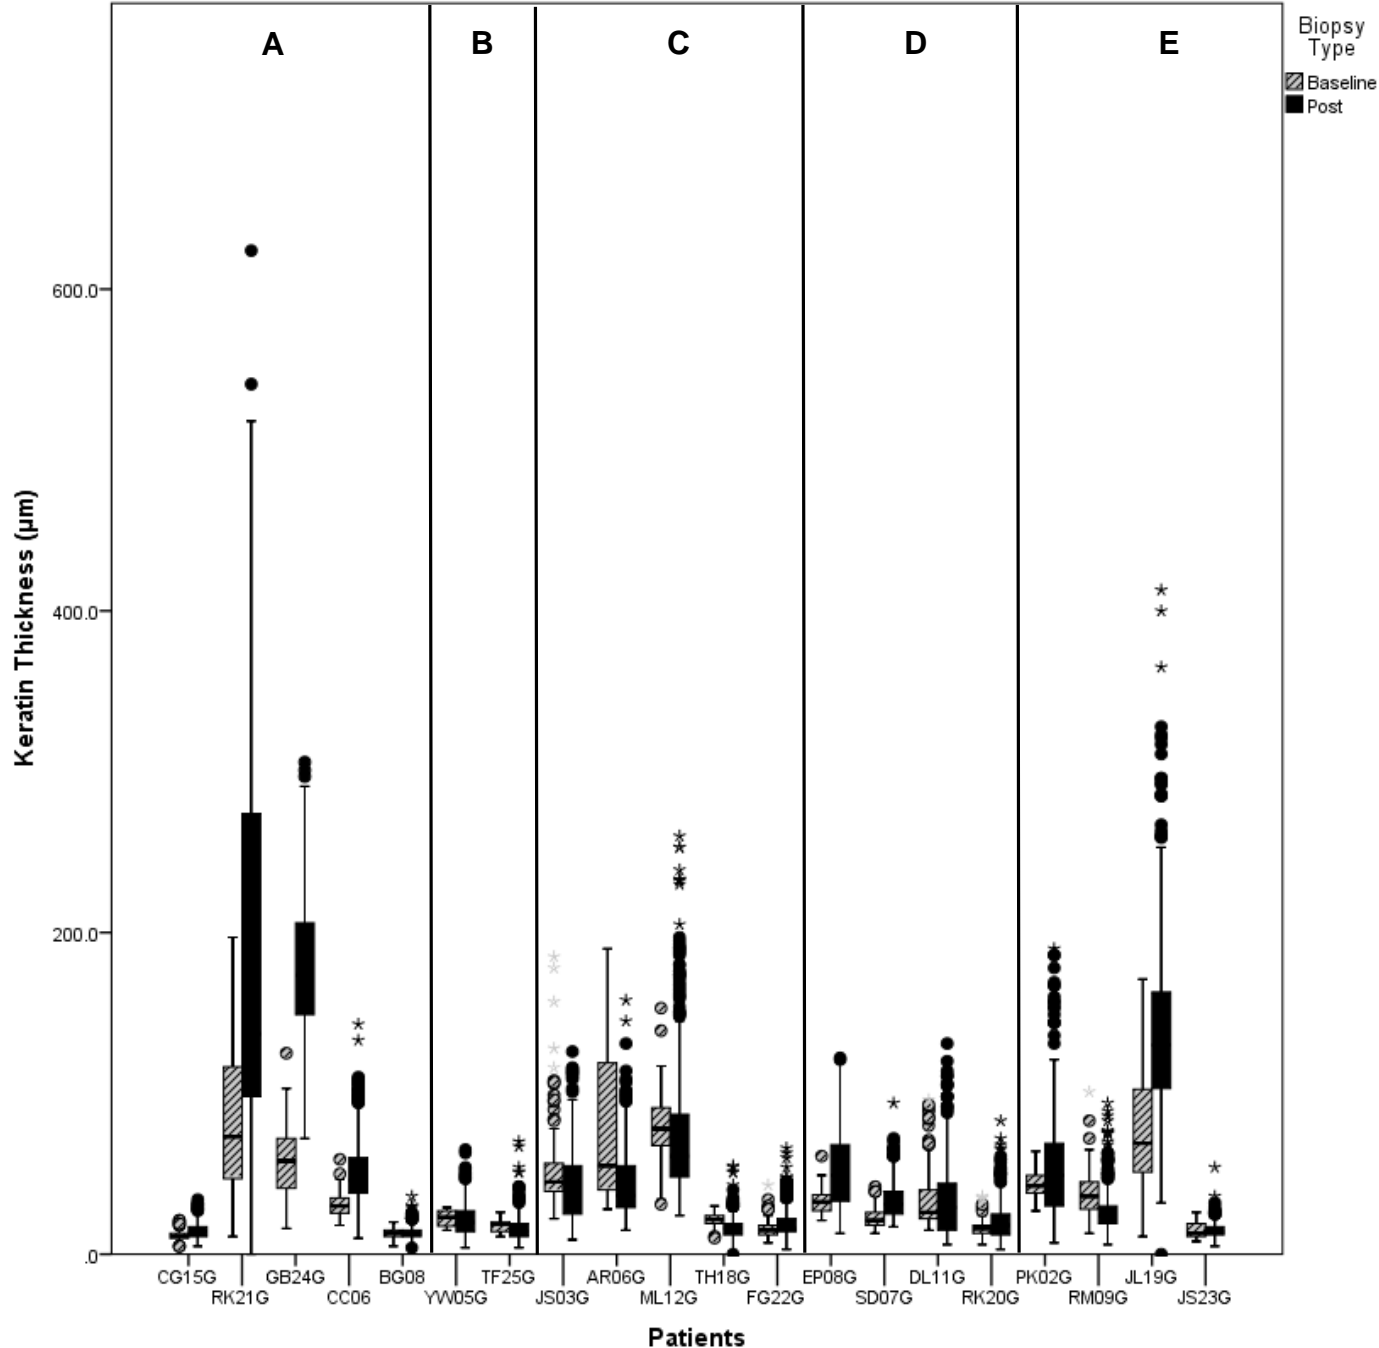 A B C D E
Biopsy
Type
Baseline
Post
Keratin Thickness (µm)
600.0
400.0
200.0
.0
CG15G GB24G BG08 TF25G AR06G TH18G EP08G DL11G PK02G JL19G
RK21G CC06 YW05G JS03G ML12G FG22G SD07G RK20G RM09G JS23G
Patients